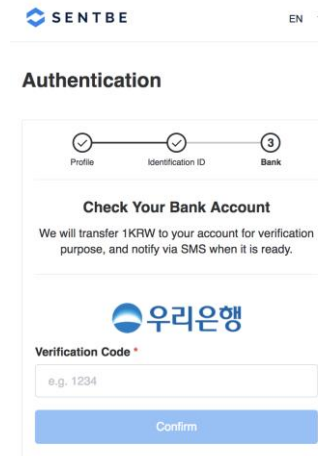 SENTBE EN
Authentication
3
Profile Identification ID Bank
Check Your Bank Account
We will transfer 1KRW to your account for verification
purpose, and notify via SMS when it is ready.
우리은행
Verification Code *
e.g. 1234
Confirm